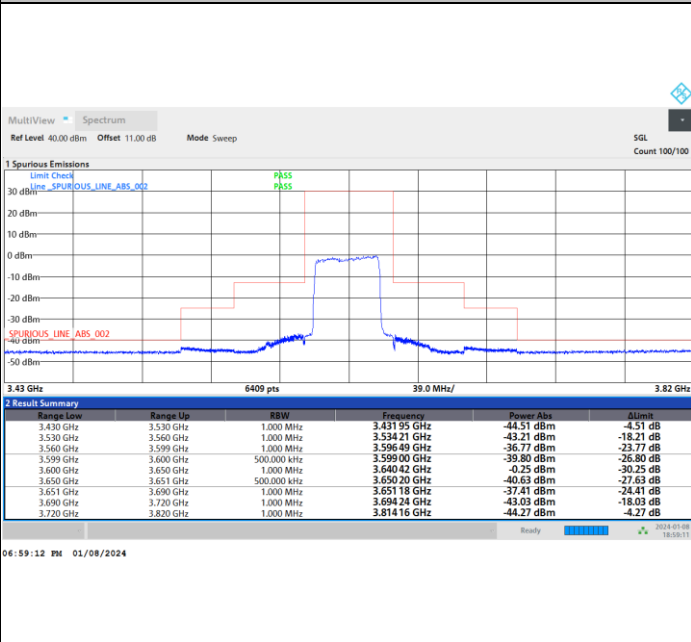 MultiView Spectrum
Ref Level 40.00 dBm Offset 11.00 dB Mode Sweep SGL
Count 100/100
1 Spurious Emissions
Limit Check PASS
Line _SPURIOUS_LINE_ABS_002 PASS
30 dBm
20 dBm
10 dBm
0 dBm
-10 dBm
-20 dBm
-30 dBm
_SPURIOUS_LINE_ABS_002
-40 dBm
-50 dBm
3.43 GHz 6409 pts 39.0 MHz/ 3.82 GHz
2 Result Summary
Range Low Range Up RBW Frequency Power Abs ΔLimit
3.430 GHz 3.530 GHz 1.000 MHz 3.431 95 GHz -44.51 dBm -4.51 dB
3.530 GHz 3.560 GHz 1.000 MHz 3.534 21 GHz -43.21 dBm -18.21 dB
3.560 GHz 3.599 GHz 1.000 MHz 3.596 49 GHz -36.77 dBm -23.77 dB
3.599 GHz 3.600 GHz 500.000 kHz 3.599 00 GHz -39.80 dBm -26.80 dB
3.600 GHz 3.650 GHz 1.000 MHz 3.640 42 GHz -0.25 dBm -30.25 dB
3.650 GHz 3.651 GHz 500.000 kHz 3.650 20 GHz -40.63 dBm -27.63 dB
3.651 GHz 3.690 GHz 1.000 MHz 3.651 18 GHz -37.41 dBm -24.41 dB
3.690 GHz 3.720 GHz 1.000 MHz 3.694 24 GHz -43.03 dBm -18.03 dB
3.720 GHz 3.820 GHz 1.000 MHz 3.814 16 GHz -44.27 dBm -4.27 dB
Ready 2024-01-08
18:59:11
06:59:12 PM 01/08/2024